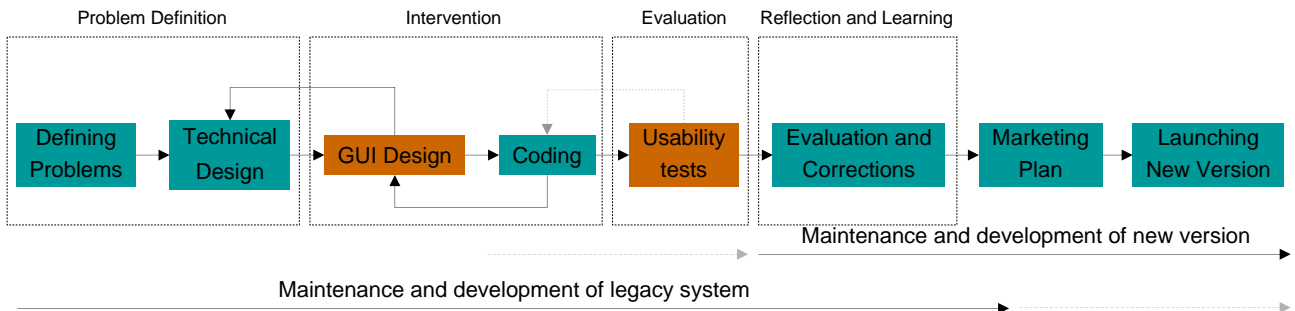 Problem Definition
Intervention
Evaluation
Reflection and Learning
Defining
Problems
Technical
Design
GUI Design
Coding
Usability
tests
Evaluation and
Corrections
Marketing
Plan
Launching
New Version
Maintenance and development of new version
Maintenance and development of legacy system